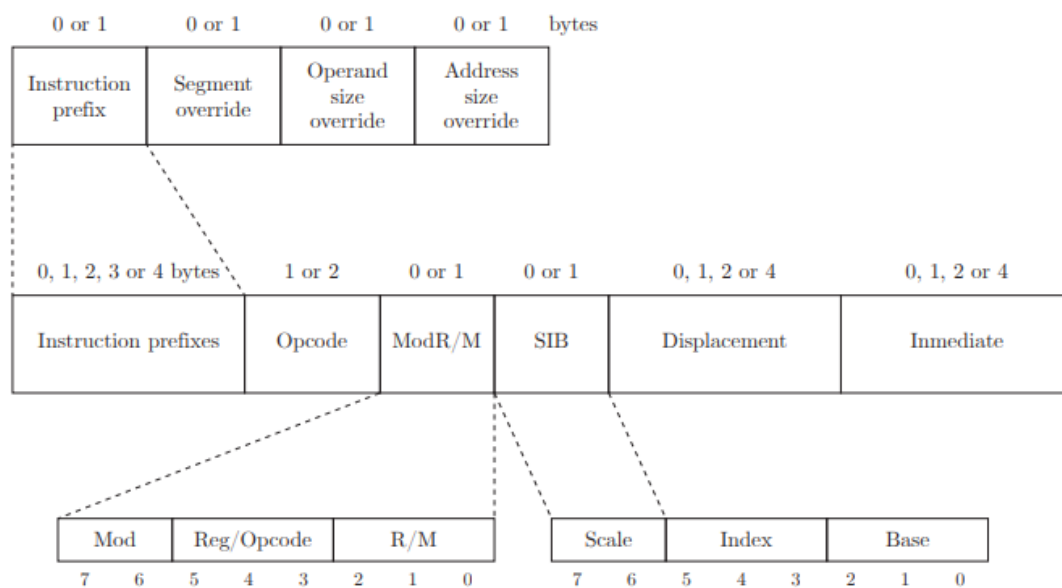 0 or 1 0 or 1 0 or 1 0 or 1 bytes
Instruction prefix
Segment override
Operand size override
Address size override
0, 1, 2, 3 or 4 bytes 1 or 2 0 or 1 0 or 1 0, 1, 2 or 4 0, 1, 2 or 4
Instruction prefixes Opcode ModR/M SIB Displacement Inmediate
Mod Reg/Opcode R/M Scale Index Base
7 6 5 4 3 2 1 0 7 6 5 4 3 2 1 0